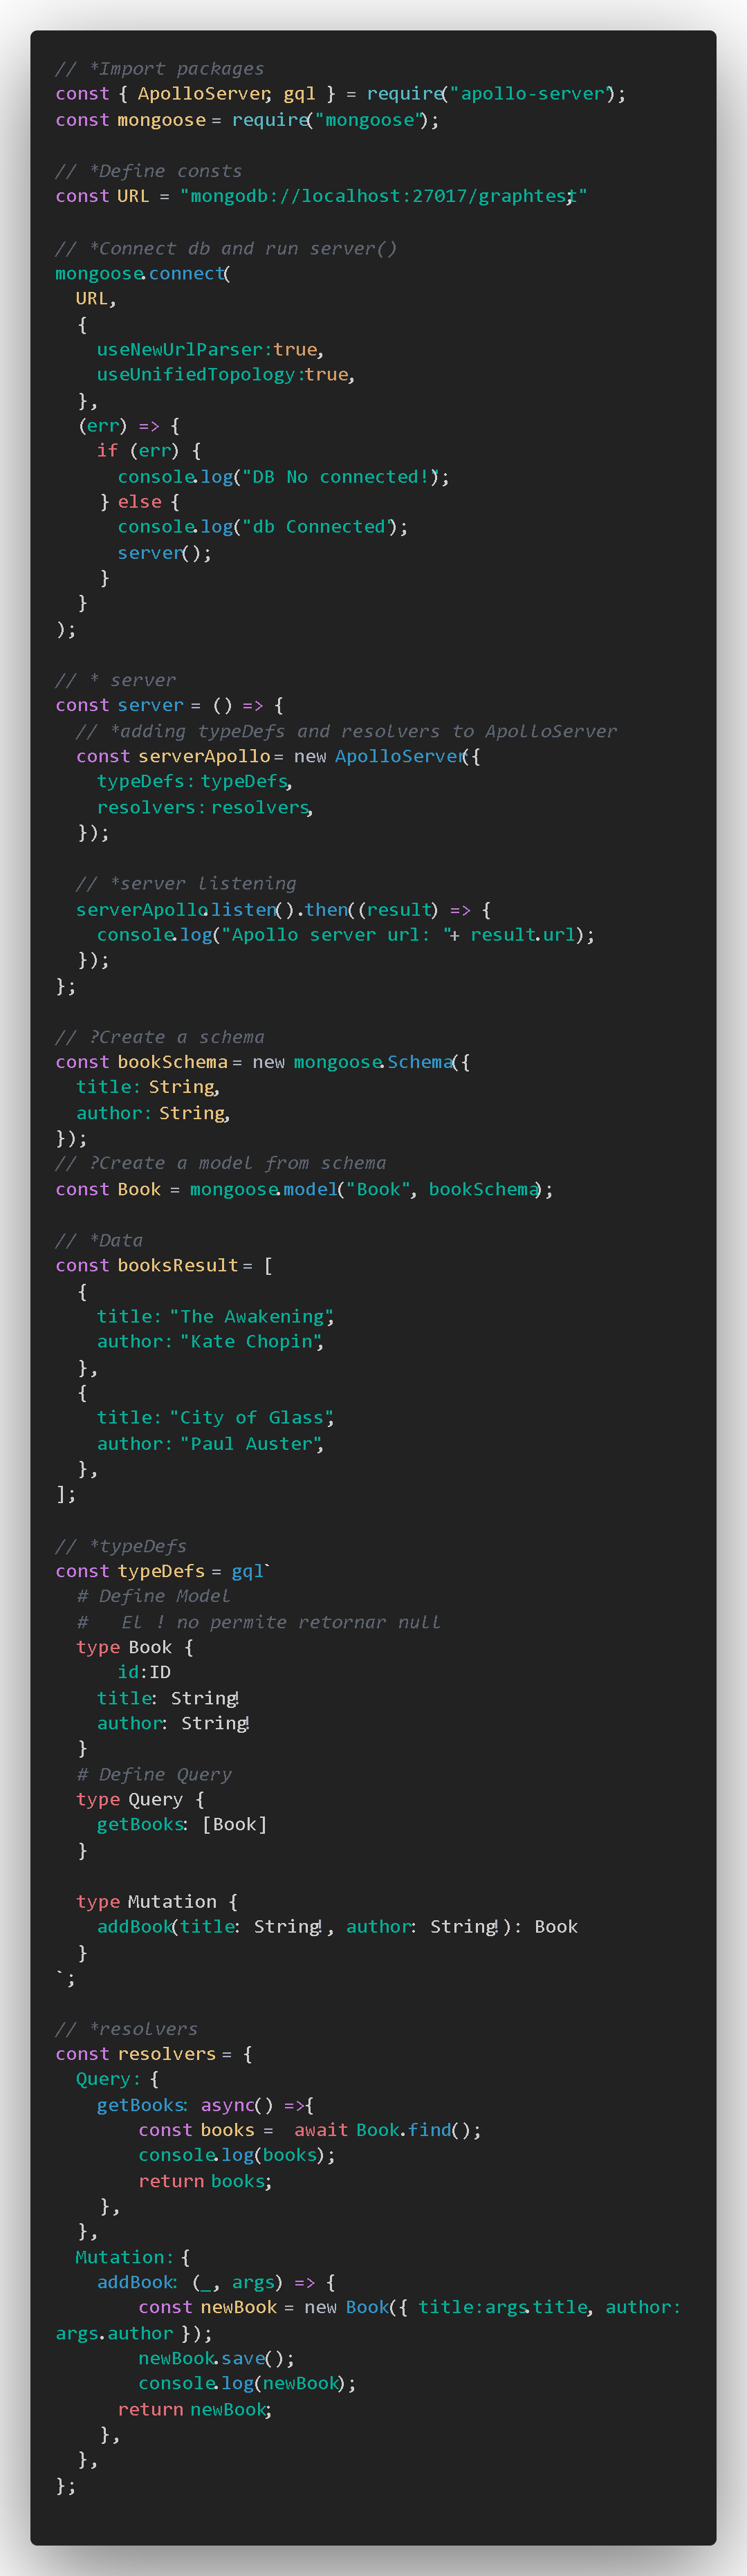 // *Import packages
const { ApolloServer, gql } = require("apollo-server");
const mongoose = require("mongoose");
// *Define consts
const URL = "mongodb://localhost:27017/graphtest";
// *Connect db and run server()
mongoose.connect(
  URL,
  {
    useNewUrlParser:true,
    useUnifiedTopology:true,
  },
  (err) => {
    if (err) {
      console.log("DB No connected!");
    } else {
      console.log("db Connected");
      server();
    }
  }
);
// * server
const server = () => {
  // *adding typeDefs and resolvers to ApolloServer
  const serverApollo = new ApolloServer({
    typeDefs: typeDefs,
    resolvers: resolvers,
  });
  // *server listening
  serverApollo.listen().then((result) => {
    console.log("Apollo server url: "+ result.url);
  });
};
// ?Create a schema
const bookSchema = new mongoose.Schema({
  title: String,
  author: String,
});
// ?Create a model from schema
const Book = mongoose.model("Book", bookSchema);
// *Data
const booksResult = [
  {
    title: "The Awakening",
    author: "Kate Chopin",
  },
  {
    title: "City of Glass",
    author: "Paul Auster",
  },
];
// *typeDefs
const typeDefs = gql`
  # Define Model
  #   El ! no permite retornar null
  type Book {
      id:ID
    title: String!
    author: String!
  }
  # Define Query
  type Query {
    getBooks: [Book]
  }
  type Mutation {
    addBook(title: String!, author: String!): Book
  }
`;
// *resolvers
const resolvers = {
  Query: {
    getBooks: async() =>{
        const books =  await Book.find();
        console.log(books);
        return books;
    },
  },
  Mutation: {
    addBook: (_, args) => {
        const newBook = new Book({ title:args.title, author:
args.author });
        newBook.save();
        console.log(newBook);
      return newBook;
    },
  },
};